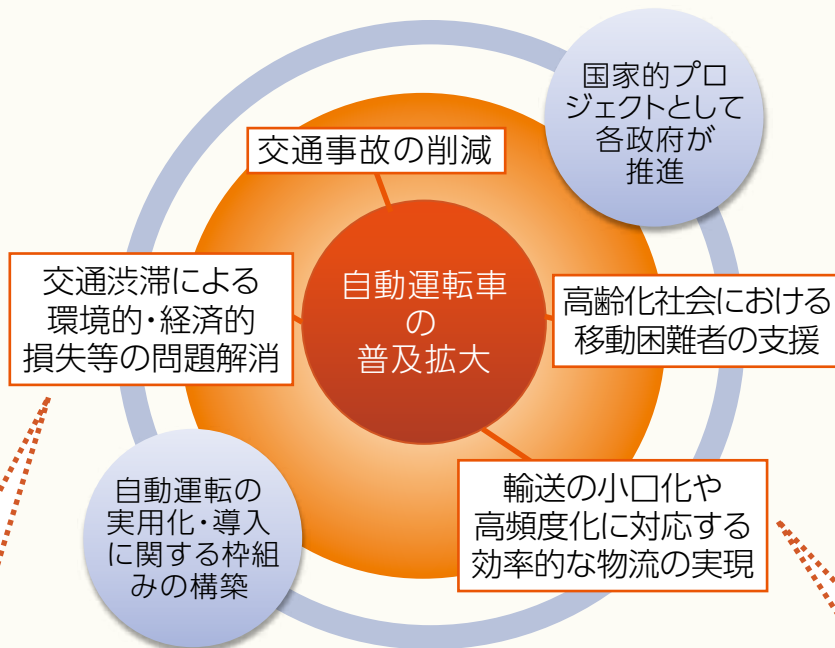 国家的プロ
ジェクトとして
各政府が
推進
交通事故の削減
交通渋滞による
環境的・経済的
損失等の問題解消
自動運転車
の
普及拡大
高齢化社会における
移動困難者の支援
自動運転の
実用化・導入
に関する枠組
みの構築
輸送の小口化や
高頻度化に対応する
効率的な物流の実現